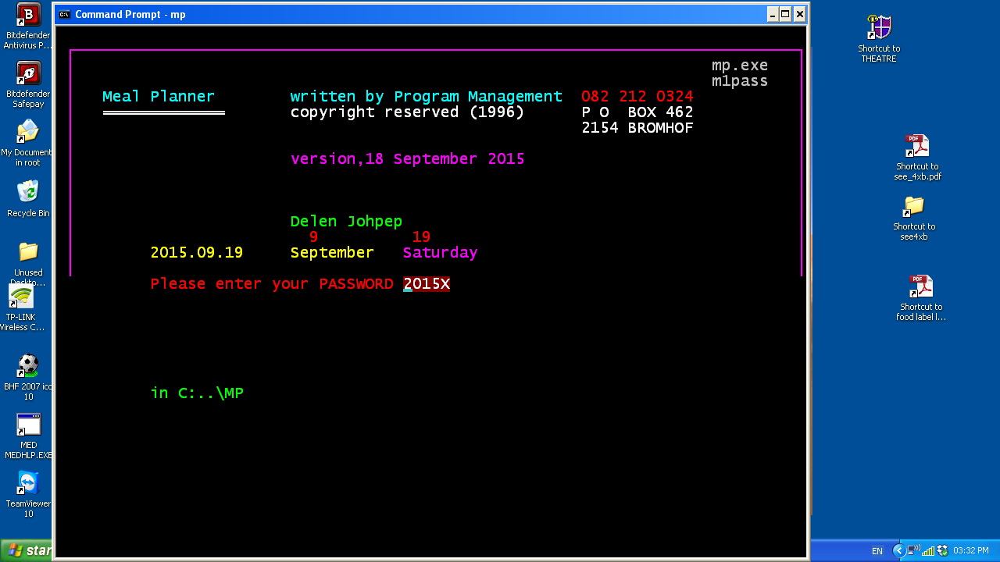 Command Prompt - mp
mp.exe
m1pass
Meal Planner written by Program Management 082 212 0324
copyright reserved (1996) P O BOX 462
2154 BROMHOF
version,18 September 2015
Delen Johpep
9 19
2015.09.19 September Saturday
Please enter your PASSWORD 2015X
in C:..\MP
Bitdefender
Antivirus P...
Bitdefender
Safepay
My Document
in root
Recycle Bin
Unused
Deskto...
TP-LINK
Wireless C...
BHF 2007 ico
10
MED
MEDHLP.EXE
TeamViewer
10
Shortcut to
THEATRE
Shortcut to
see_4xb.pdf
Shortcut to
see4xb
Shortcut to
food label l...
star
EN
03:32 PM